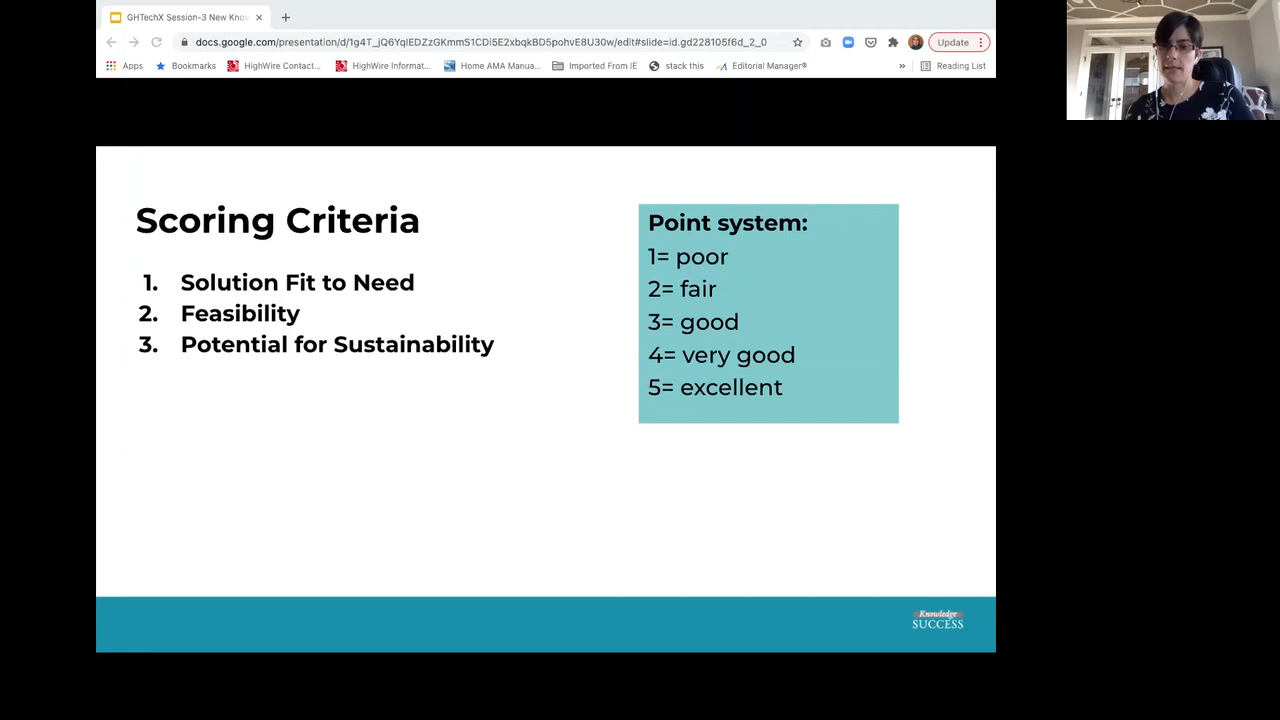 GHTechX Session-3 New Know
docs.google.com/presentation/d/1g4T_jQ6YqIEDZzGKmmS1CDi5E2xbqkBD5pohvE8U30w/edit#slide=id.gd228105f6d_2_0
Update
Apps
Bookmarks
HighWire Contact...
HighWire Informat...
Home AMA Manua...
Imported From IE
stack this
Editorial Manager®
»
Reading List
Scoring Criteria
1. Solution Fit to Need
2. Feasibility
3. Potential for Sustainability
Point system:
1= poor
2= fair
3= good
4= very good
5= excellent
Knowledge
SUCCESS